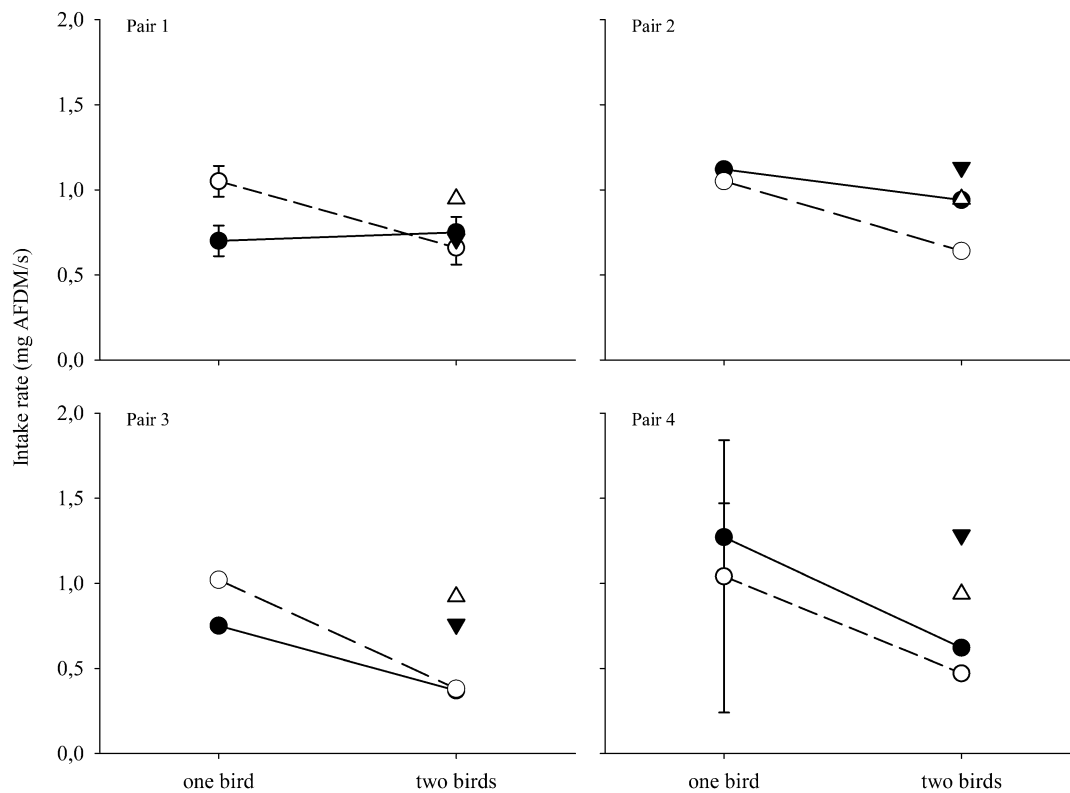 Pair 1
Pair 2
2,0
1,5
1,0
0,5
0,0
Intake rate (mg AFDM/s)
Pair 3
Pair 4
2,0
1,5
1,0
0,5
0,0
one bird
two birds
one bird
two birds